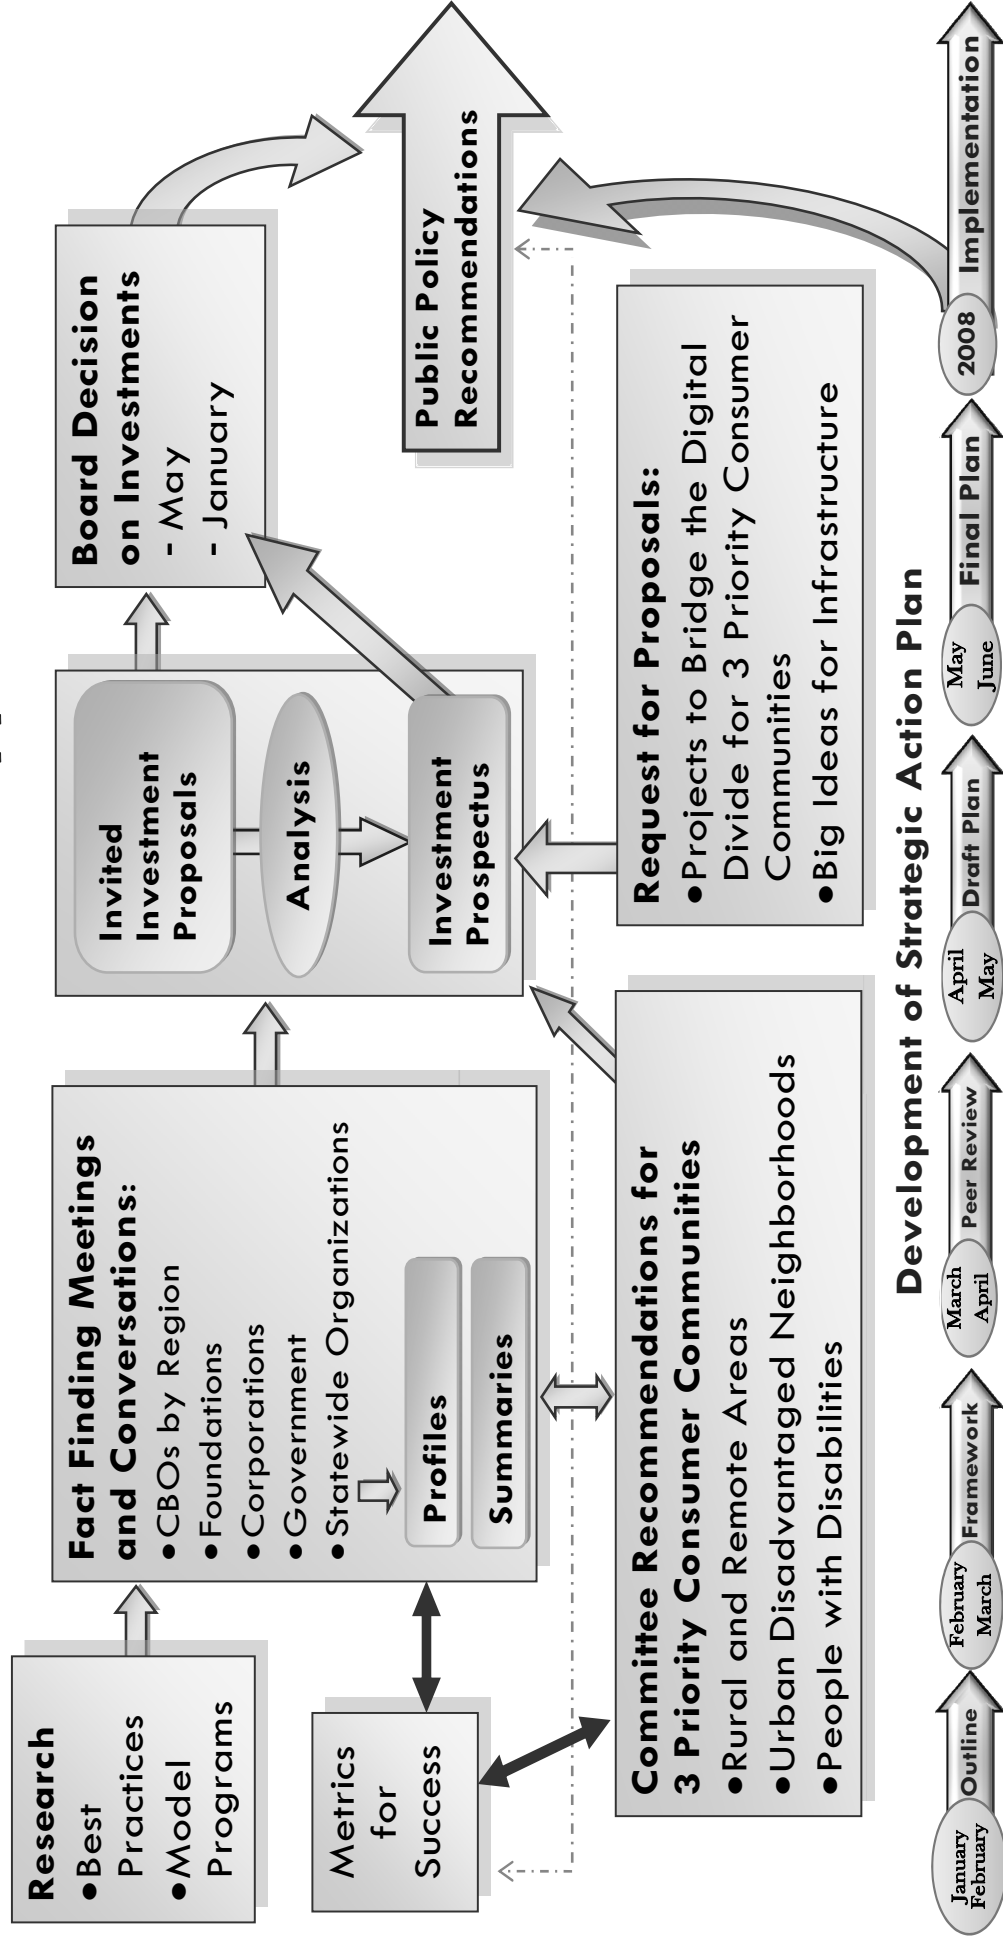 Research
●Best
Practices
●Model
Programs
Metrics
for
Success
Fact Finding Meetings
and Conversations:
●CBOs by Region
●Foundations
●Corporations
●Government
●Statewide Organizations
Profiles
Summaries
Committee Recommendations for
3 Priority Consumer Communities
●Rural and Remote Areas
●Urban Disadvantaged Neighborhoods
●People with Disabilities
Invited
Investment
Proposals
Analysis
Investment
Prospectus
Request for Proposals:
●Projects to Bridge the Digital
Divide for 3 Priority Consumer
Communities
●Big Ideas for Infrastructure
Board Decision
on Investments
- May
- January
Public Policy
Recommendations
Development of Strategic Action Plan
January
February
Outline
February
March
Framework
March
April
Peer Review
April
May
Draft Plan
May
June
Final Plan
2008
Implementation